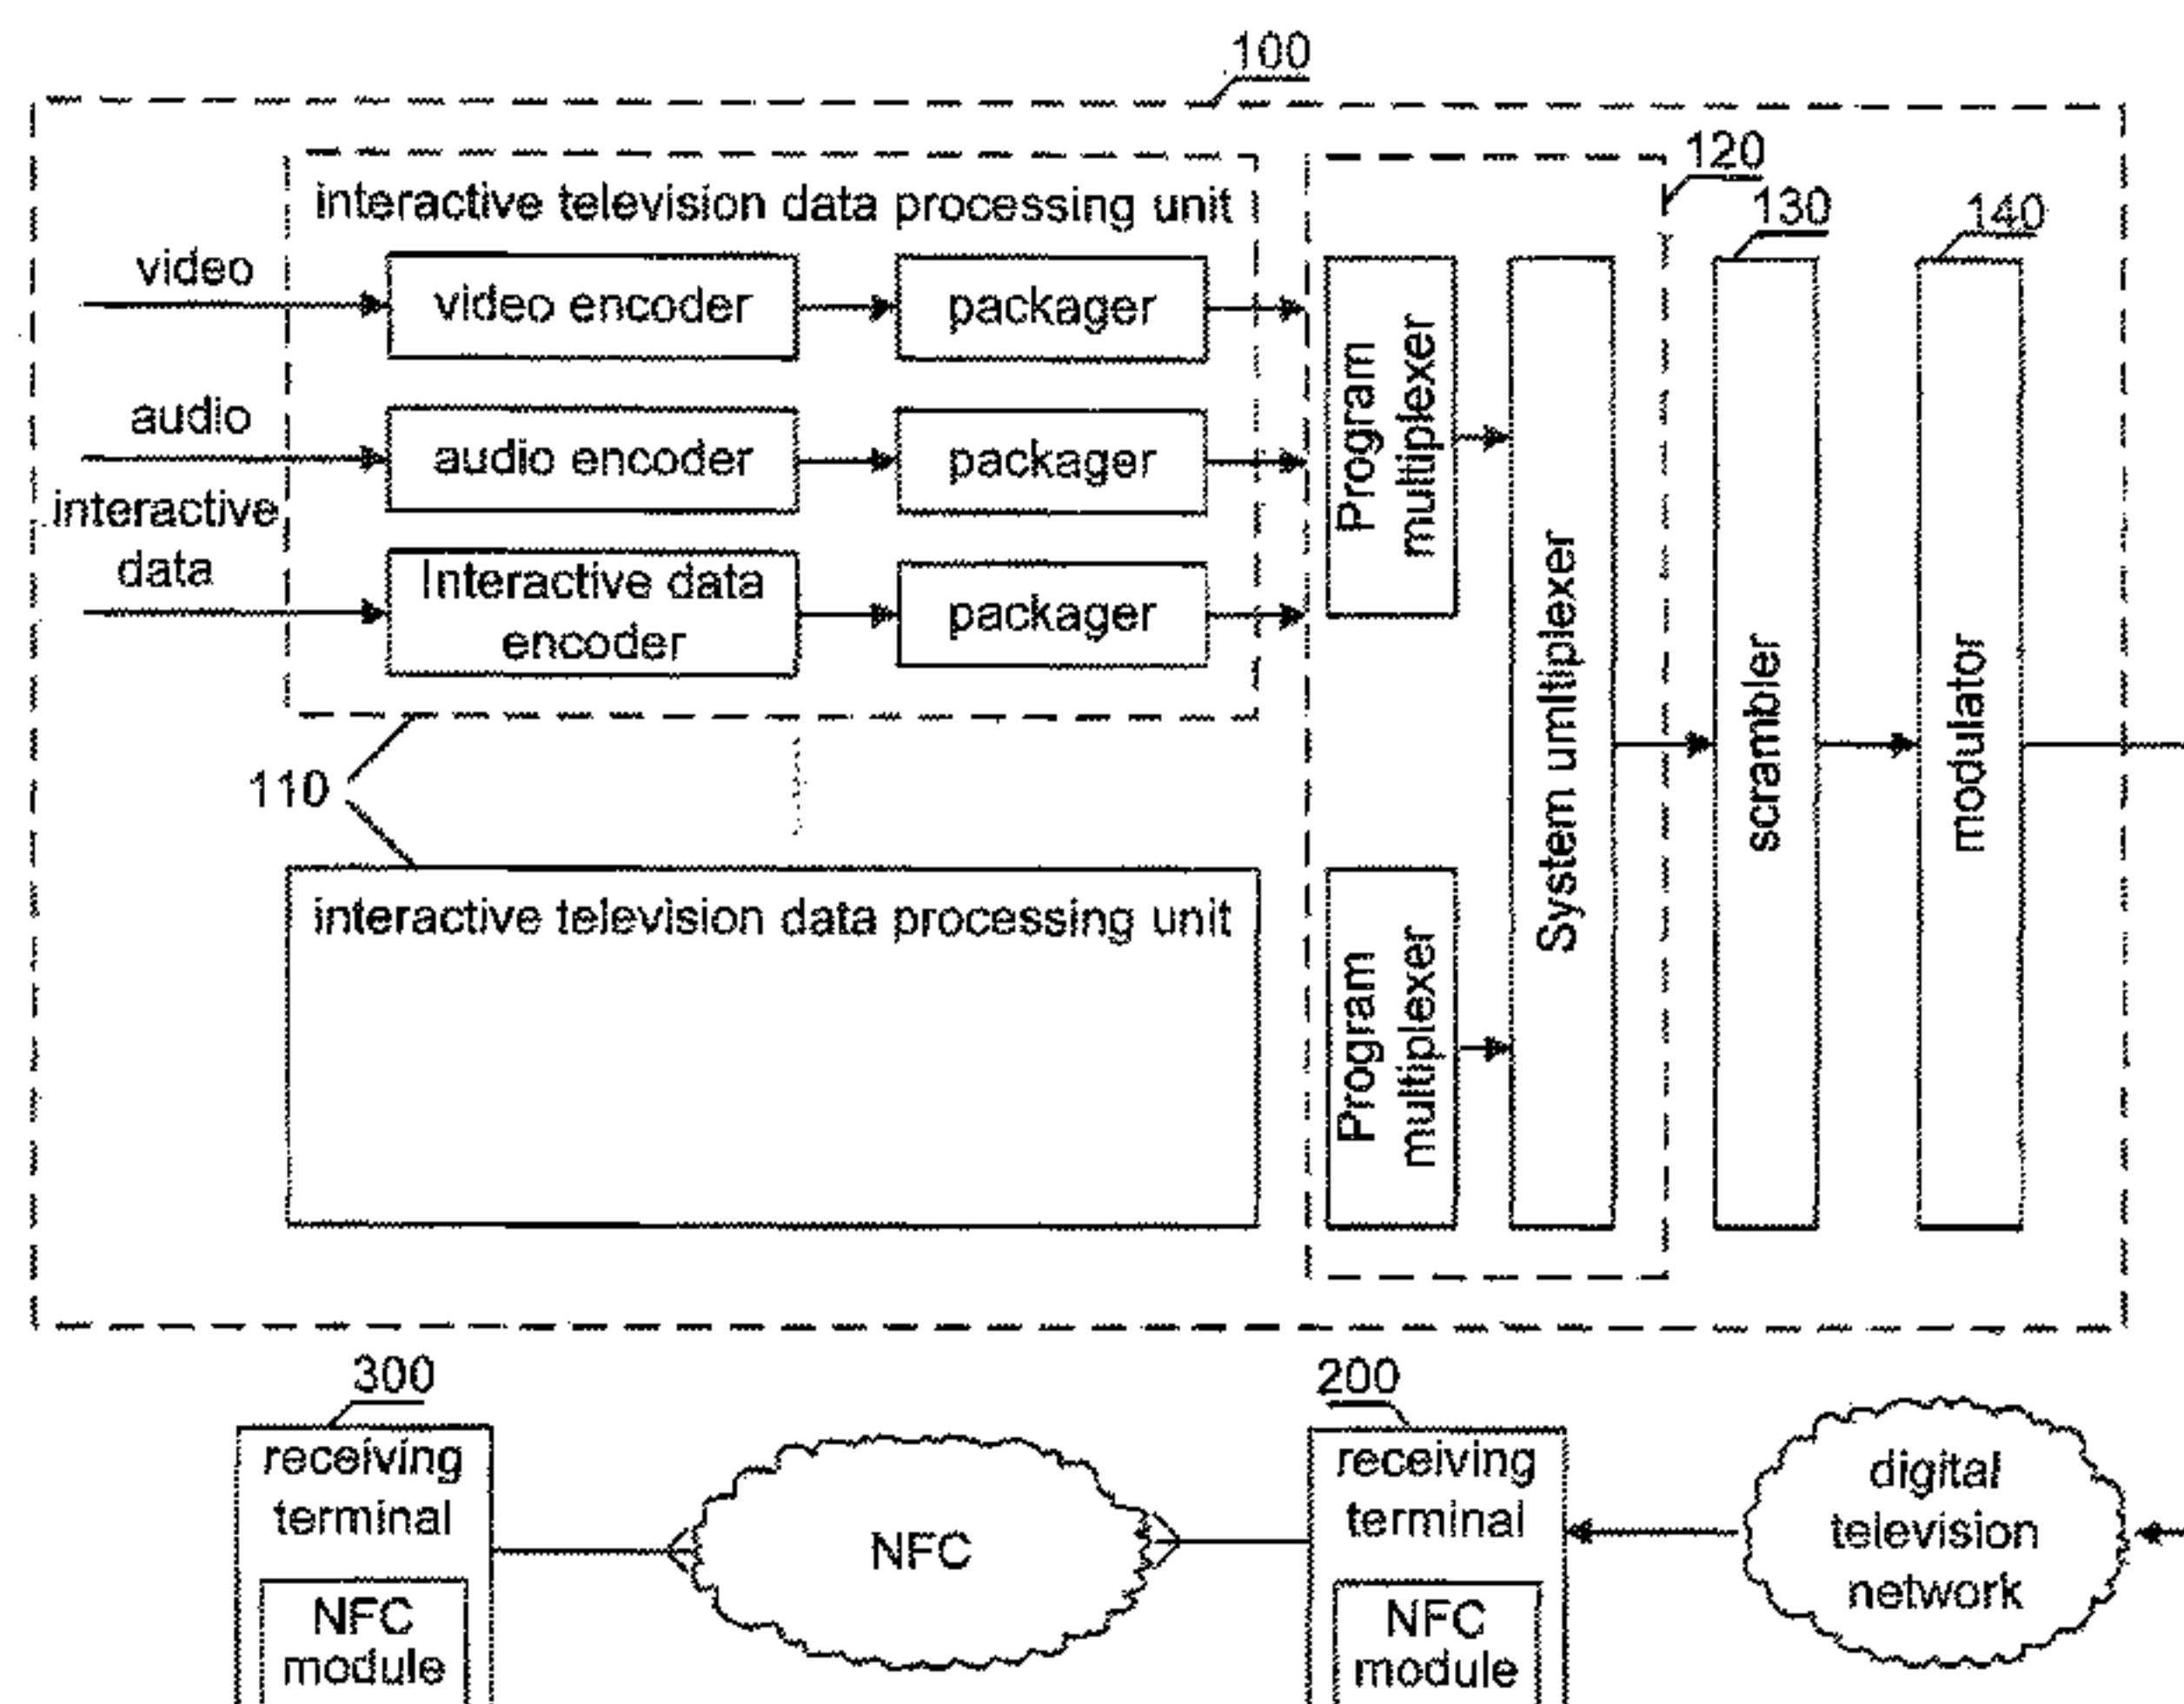 100
120
130
140
interactive television data processing unit
video
video encoder
packager
audio
audio encoder
packager
interactive
data
Interactive data
encoder
packager
Program
multiplexer
System umltiplexer
scrambler
modulator
110
interactive television data processing unit
Program
multiplexer
300
200
receiving
terminal
NFC
module
NFC
receiving
terminal
NFC
module
digital
television
network